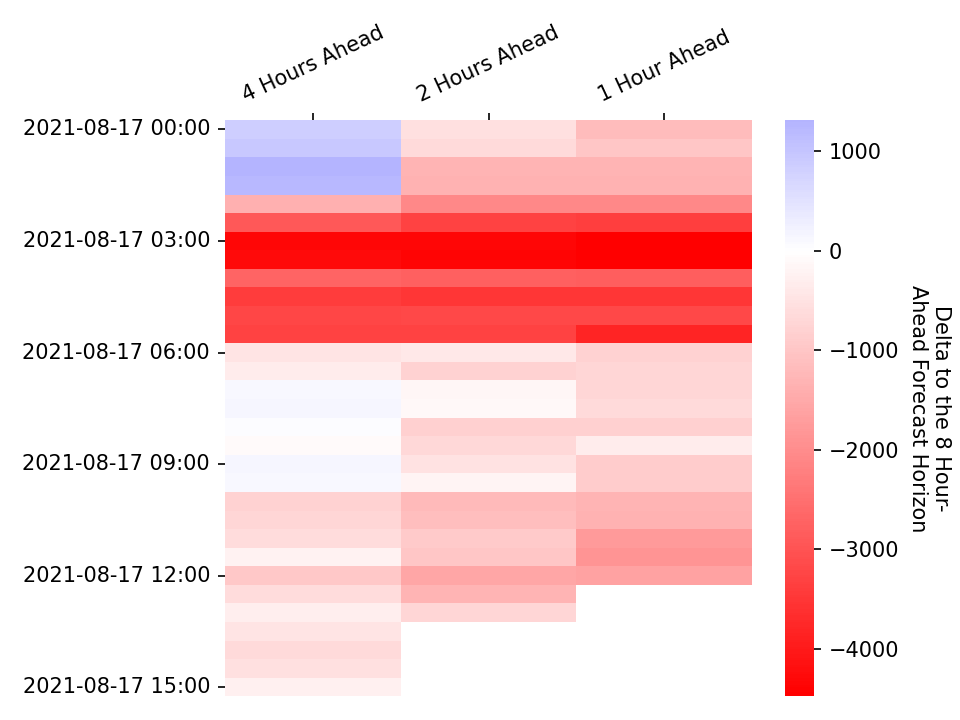 4 Hours Ahead
2 Hours Ahead
1 Hour Ahead
2021-08-17 00:00
2021-08-17 03:00
2021-08-17 06:00
2021-08-17 09:00
2021-08-17 12:00
2021-08-17 15:00
1000
0
−1000
−2000
−3000
−4000
Delta to the 8 Hour-
Ahead Forecast Horizon